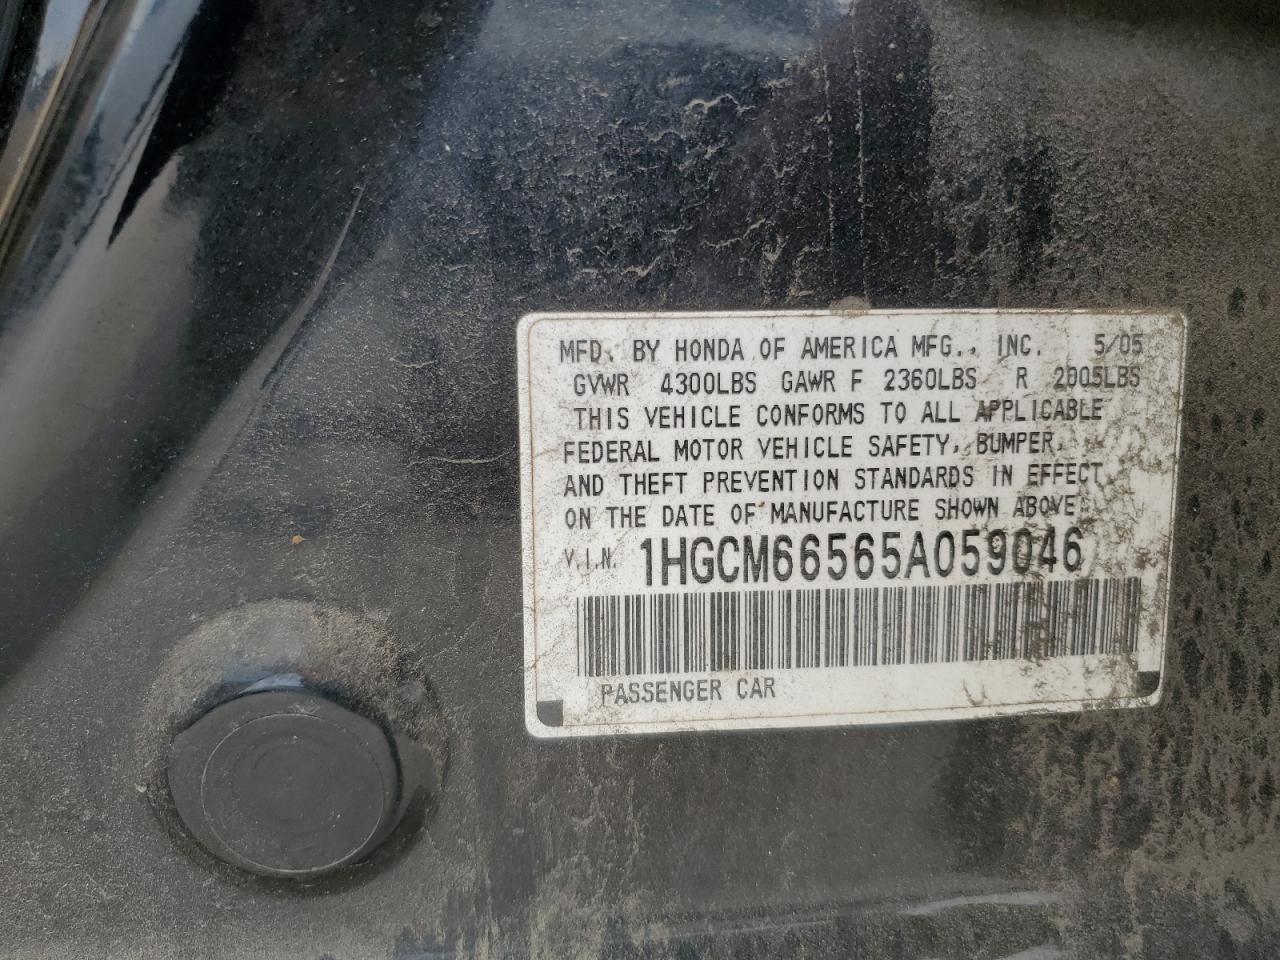 MFD. BY HONDA OF AMERICA MFG., INC. 5/05
GVWR 4300LBS GAWR F 2360LBS R 2005LBS
THIS VEHICLE CONFORMS TO ALL APPLICABLE
FEDERAL MOTOR VEHICLE SAFETY, BUMPER,
AND THEFT PREVENTION STANDARDS IN EFFECT
ON THE DATE OF MANUFACTURE SHOWN ABOVE.
V.I.N. 1HGCM66565A059046
PASSENGER CAR